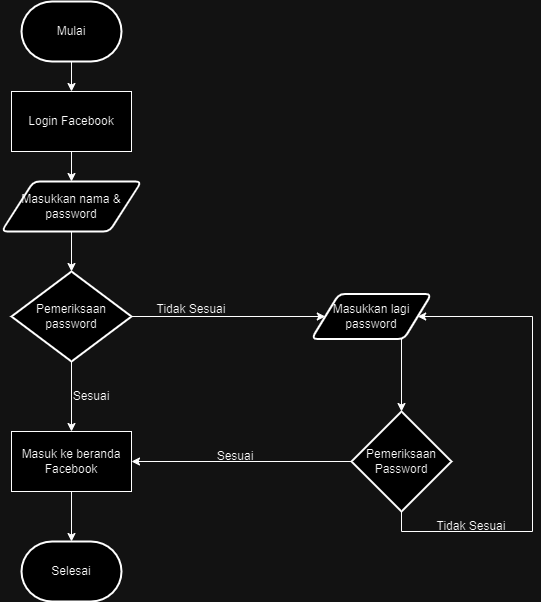 Mulai
Login Facebook
Masukkan nama &
password
Pemeriksaan
password
Tidak Sesuai
Masukkan lagi
password
Sesuai
Masuk ke beranda
Facebook
Sesuai
Pemeriksaan
Password
Tidak Sesuai
Selesai